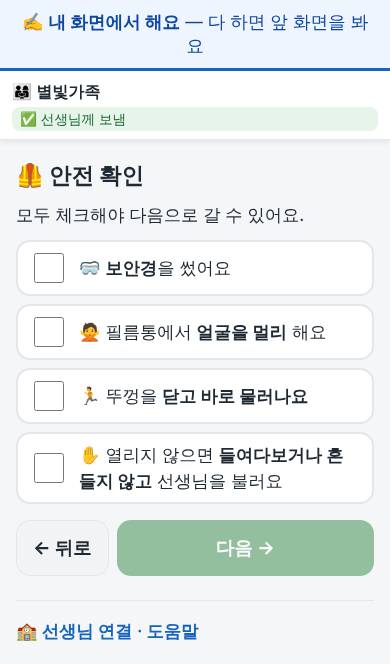 ✍️ 내 화면에서 해요 — 다 하면 앞 화면을 봐
요
👨‍👩‍👧 별빛가족
✅ 선생님께 보냄
🦺 안전 확인
모두 체크해야 다음으로 갈 수 있어요.
🥽 보안경을 썼어요
🙅 필름통에서 얼굴을 멀리 해요
🏃 뚜껑을 닫고 바로 물러나요
✋ 열리지 않으면 들여다보거나 흔
들지 않고 선생님을 불러요
← 뒤로
다음 →
🏫 선생님 연결 · 도움말